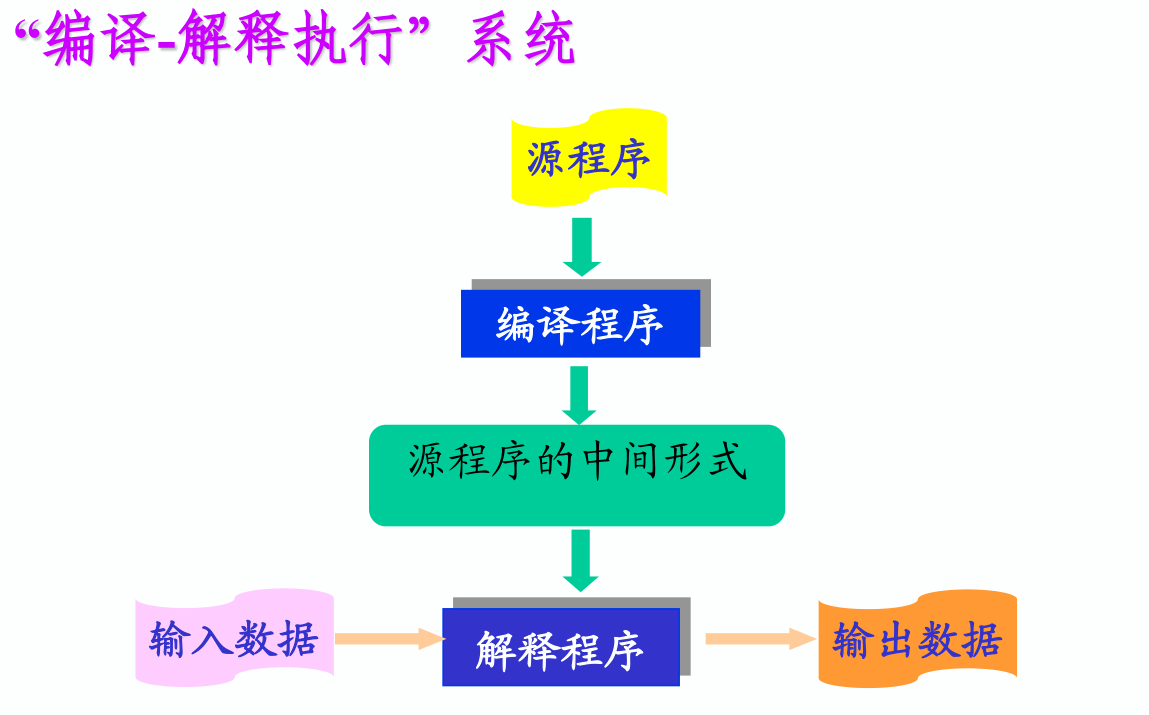 “编译-解释执行”系统
源程序
编译程序
源程序的中间形式
输入数据
解释程序
输出数据